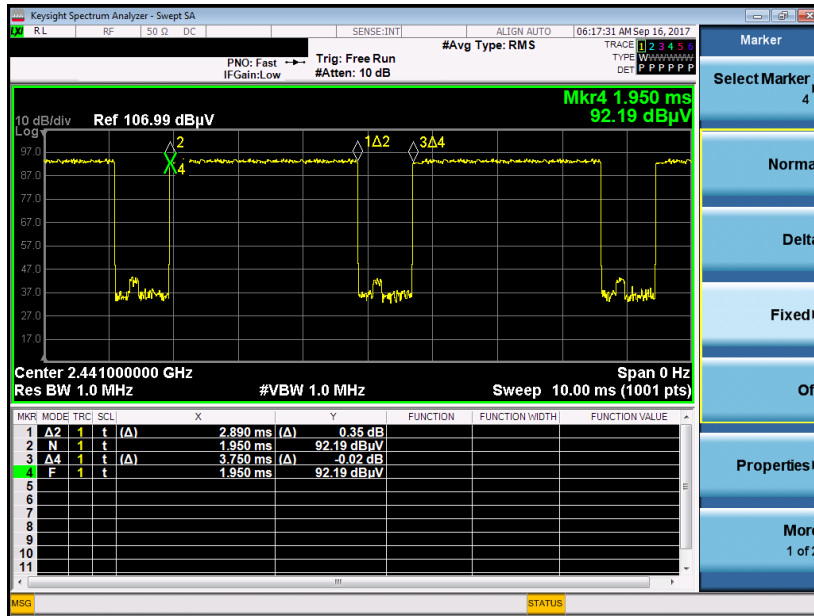 Keysight Spectrum Analyzer - Swept SA
LXI RL RF 50 Ω DC SENSE:INT ALIGN AUTO 06:17:31 AM Sep 16, 2017
#Avg Type: RMS TRACE 1 2 3 4 5 6
PNO: Fast Trig: Free Run TYPE WWWWWW
IFGain:Low #Atten: 10 dB DET P P P P P P
Mkr4 1.950 ms
10 dB/div Ref 106.99 dBµV 92.19 dBµV
Log
97.0
87.0
77.0
67.0
57.0
47.0
37.0
27.0
17.0
2
4
1Δ2
3Δ4
Center 2.441000000 GHz Span 0 Hz
Res BW 1.0 MHz #VBW 1.0 MHz Sweep 10.00 ms (1001 pts)
MKR MODE TRC SCL X Y FUNCTION FUNCTION WIDTH FUNCTION VALUE
1 Δ2 1 t (Δ) 2.890 ms (Δ) 0.35 dB
2 N 1 t 1.950 ms 92.19 dBµV
3 Δ4 1 t (Δ) 3.750 ms (Δ) -0.02 dB
4 F 1 t 1.950 ms 92.19 dBµV
5
6
7
8
9
10
11
MSG STATUS
Marker
Select Marker
4
Norma
Delta
Fixed
Of
Properties
More
1 of 2